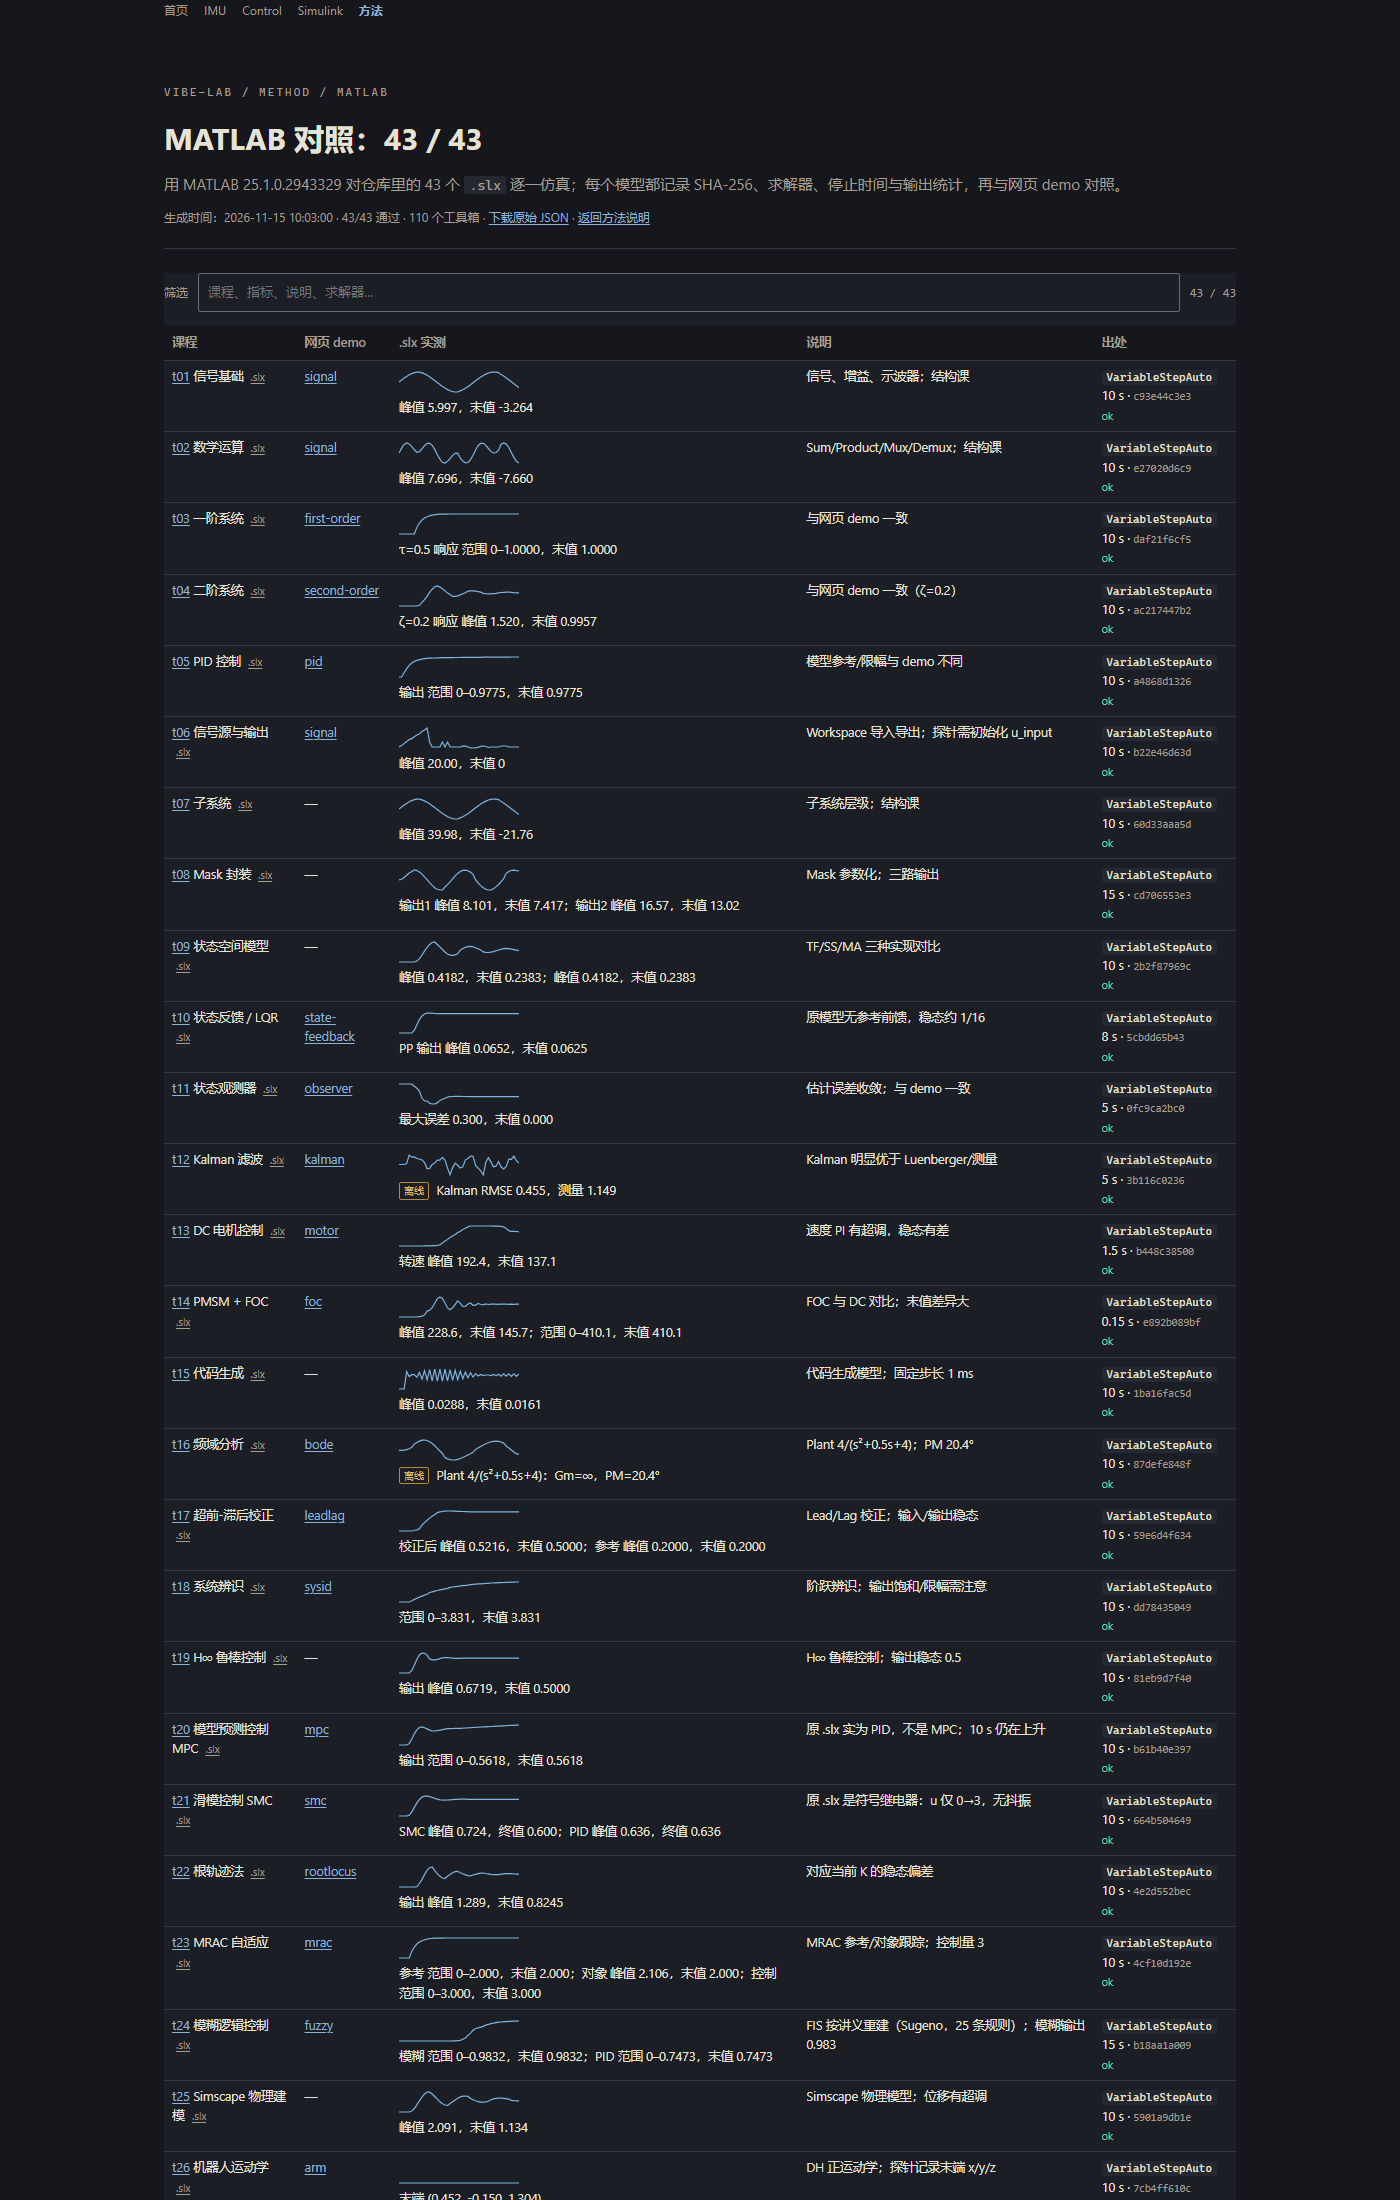 首页 IMU Control Simulink 方法
VIBE-LAB / METHOD / MATLAB
MATLAB 对照：43 / 43
用 MATLAB 25.1.0.2943329 对仓库里的 43 个 .slx 逐一仿真；每个模型都记录 SHA-256、求解器、停止时间与输出统计，再与网页 demo 对照。
生成时间：2026-11-15 10:03:00 · 43/43 通过 · 110 个工具箱 · 下载原始 JSON · 返回方法说明
筛选 课程、指标、说明、求解器... 43 / 43
课程 网页 demo .slx 实测 说明 出处
t01 信号基础 .slx signal 信号、增益、示波器；结构课 VariableStepAuto
10 s · c93e44c3e3
峰值 5.997，末值 -3.264
ok
t02 数学运算 .slx signal Sum/Product/Mux/Demux；结构课 VariableStepAuto
10 s · e27020d6c9
峰值 7.696，末值 -7.660
ok
t03 一阶系统 .slx first-order 与网页 demo 一致 VariableStepAuto
10 s · daf21f6cf5
τ=0.5 响应 范围 0–1.0000，末值 1.0000
ok
t04 二阶系统 .slx second-order 与网页 demo 一致（ζ=0.2） VariableStepAuto
10 s · ac217447b2
ζ=0.2 响应 峰值 1.520，末值 0.9957
ok
t05 PID 控制 .slx pid 模型参考/限幅与 demo 不同 VariableStepAuto
10 s · a4868d1326
输出 范围 0–0.9775，末值 0.9775
ok
t06 信号源与输出 signal Workspace 导入导出；探针需初始化 u_input VariableStepAuto
.slx 10 s · b22e46d63d
峰值 20.00，末值 0
ok
t07 子系统 .slx — 子系统层级；结构课 VariableStepAuto
10 s · 60d33aaa5d
峰值 39.98，末值 -21.76
ok
t08 Mask 封装 .slx — Mask 参数化；三路输出 VariableStepAuto
15 s · cd706553e3
输出1 峰值 8.101，末值 7.417；输出2 峰值 16.57，末值 13.02
ok
t09 状态空间模型 — TF/SS/MA 三种实现对比 VariableStepAuto
.slx 10 s · 2b2f87969c
峰值 0.4182，末值 0.2383；峰值 0.4182，末值 0.2383
ok
t10 状态反馈 / LQR state- 原模型无参考前馈，稳态约 1/16 VariableStepAuto
.slx feedback 8 s · 5cbdd65b43
PP 输出 峰值 0.0652，末值 0.0625
ok
t11 状态观测器 .slx observer 估计误差收敛；与 demo 一致 VariableStepAuto
5 s · 0fc9ca2bc0
最大误差 0.300，末值 0.000
ok
t12 Kalman 滤波 .slx kalman Kalman 明显优于 Luenberger/测量 VariableStepAuto
5 s · 3b116c0236
离线 Kalman RMSE 0.455，测量 1.149
ok
t13 DC 电机控制 .slx motor 速度 PI 有超调，稳态有差 VariableStepAuto
1.5 s · b448c38500
转速 峰值 192.4，末值 137.1
ok
t14 PMSM + FOC foc FOC 与 DC 对比；末值差异大 VariableStepAuto
.slx 0.15 s · e892b089bf
峰值 228.6，末值 145.7；范围 0–410.1，末值 410.1
ok
t15 代码生成 .slx — 代码生成模型；固定步长 1 ms VariableStepAuto
10 s · 1ba16fac5d
峰值 0.0288，末值 0.0161
ok
t16 频域分析 .slx bode Plant 4/(s²+0.5s+4)；PM 20.4° VariableStepAuto
10 s · 87defe848f
离线 Plant 4/(s²+0.5s+4)：Gm=∞，PM=20.4°
ok
t17 超前-滞后校正 leadlag Lead/Lag 校正；输入/输出稳态 VariableStepAuto
.slx 10 s · 59e6d4f634
校正后 峰值 0.5216，末值 0.5000；参考 峰值 0.2000，末值 0.2000
ok
t18 系统辨识 .slx sysid 阶跃辨识；输出饱和/限幅需注意 VariableStepAuto
10 s · dd78435049
范围 0–3.831，末值 3.831
ok
t19 H∞ 鲁棒控制 .slx — H∞ 鲁棒控制；输出稳态 0.5 VariableStepAuto
10 s · 81eb9d7f40
输出 峰值 0.6719，末值 0.5000
ok
t20 模型预测控制 mpc 原 .slx 实为 PID，不是 MPC；10 s 仍在上升 VariableStepAuto
MPC .slx 10 s · b61b40e397
输出 范围 0–0.5618，末值 0.5618
ok
t21 滑模控制 SMC smc 原 .slx 是符号继电器：u 仅 0→3，无抖振 VariableStepAuto
.slx 10 s · 664b504649
SMC 峰值 0.724，终值 0.600；PID 峰值 0.636，终值 0.636
ok
t22 根轨迹法 .slx rootlocus 对应当前 K 的稳态偏差 VariableStepAuto
10 s · 4e2d552bec
输出 峰值 1.289，末值 0.8245
ok
t23 MRAC 自适应 mrac MRAC 参考/对象跟踪；控制量 3 VariableStepAuto
.slx 10 s · 4cf10d192e
参考 范围 0–2.000，末值 2.000；对象 峰值 2.106，末值 2.000；控制
ok
范围 0–3.000，末值 3.000
t24 模糊逻辑控制 fuzzy FIS 按讲义重建（Sugeno，25 条规则）；模糊输出 VariableStepAuto
.slx 0.983 15 s · b18aa1a009
模糊 范围 0–0.9832，末值 0.9832；PID 范围 0–0.7473，末值 0.7473
ok
t25 Simscape 物理建 — Simscape 物理模型；位移有超调 VariableStepAuto
模 .slx 10 s · 5901a9db1e
峰值 2.091，末值 1.134
ok
t26 机器人运动学 arm DH 正运动学；探针记录末端 x/y/z VariableStepAuto
.slx 10 s · 7cb4ff610c
末端 (0.452, -0.150, 1.304)